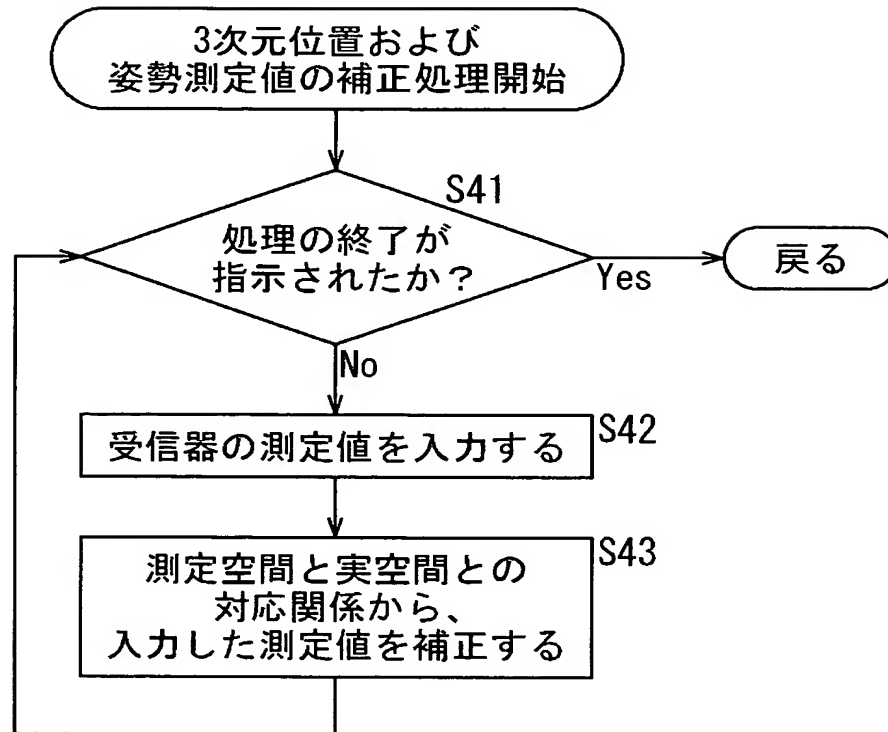 3次元位置および
姿勢測定値の補正処理開始
S41
処理の終了が
指示されたか?
Yes
戻る
No
受信器の測定値を入力する
S42
S43
測定空間と実空間との
対応関係から、
入力した測定値を補正する